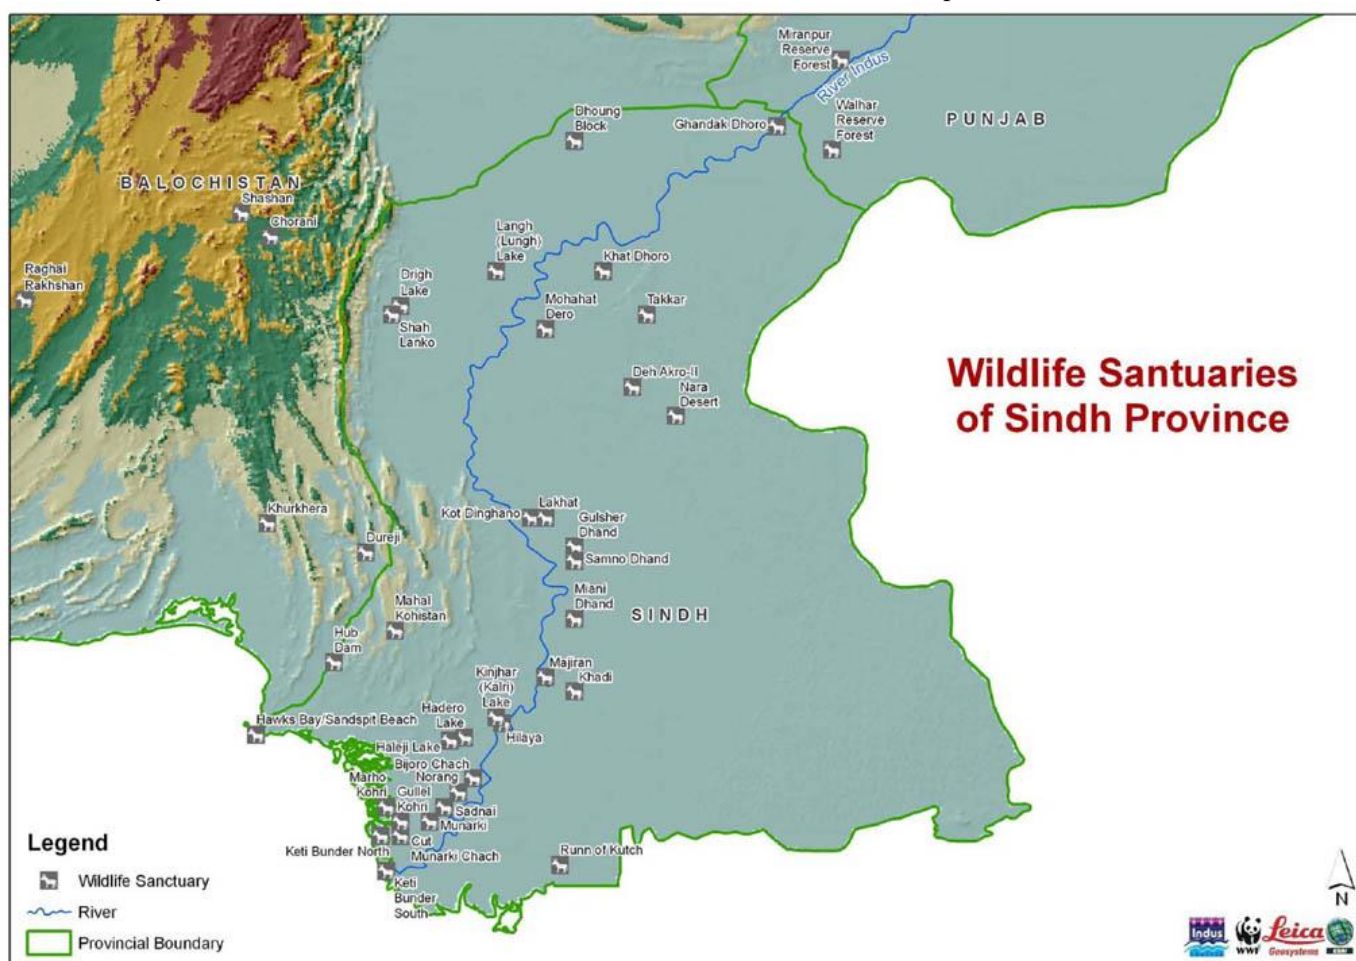 Miranpur
Reserve
Forest
River Indus
Walhar
Reserve
Forest
PUNJAB
Dhoung
Block
Ghandak Dhoro
BALOCHISTAN
Shashan
Chorani
Raghai
Rakhshan
Langh
(Lungh)
Lake
Khat Dhoro
Drigh
Lake
Shah
Lanko
Mohahat
Dero
Takkar
Deh Akro-II
Nara
Desert
Wildlife Santuaries
of Sindh Province
Khurkhera
Dureji
Kot Dinghano
Lakhat
Gulsher
Dhand
Samno Dhand
Miani
Dhand
SINDH
Mahal
Kohistan
Hub
Dam
Majiran
Khadi
Kinjhar
(Kalri)
Lake
Hilaya
Hadero
Lake
Hawks Bay/Sandspit Beach
Haleji Lake
Bijoro Chach
Norang
Marho
Kohri
Gullel
Kohri
Sadnai
Munarki
Cut
Munarki Chach
Keti Bunder North
Keti
Bunder
South
Runn of Kutch
Legend
Wildlife Sanctuary
River
Provincial Boundary
N
Indus
WWF
Leica
Geosystems